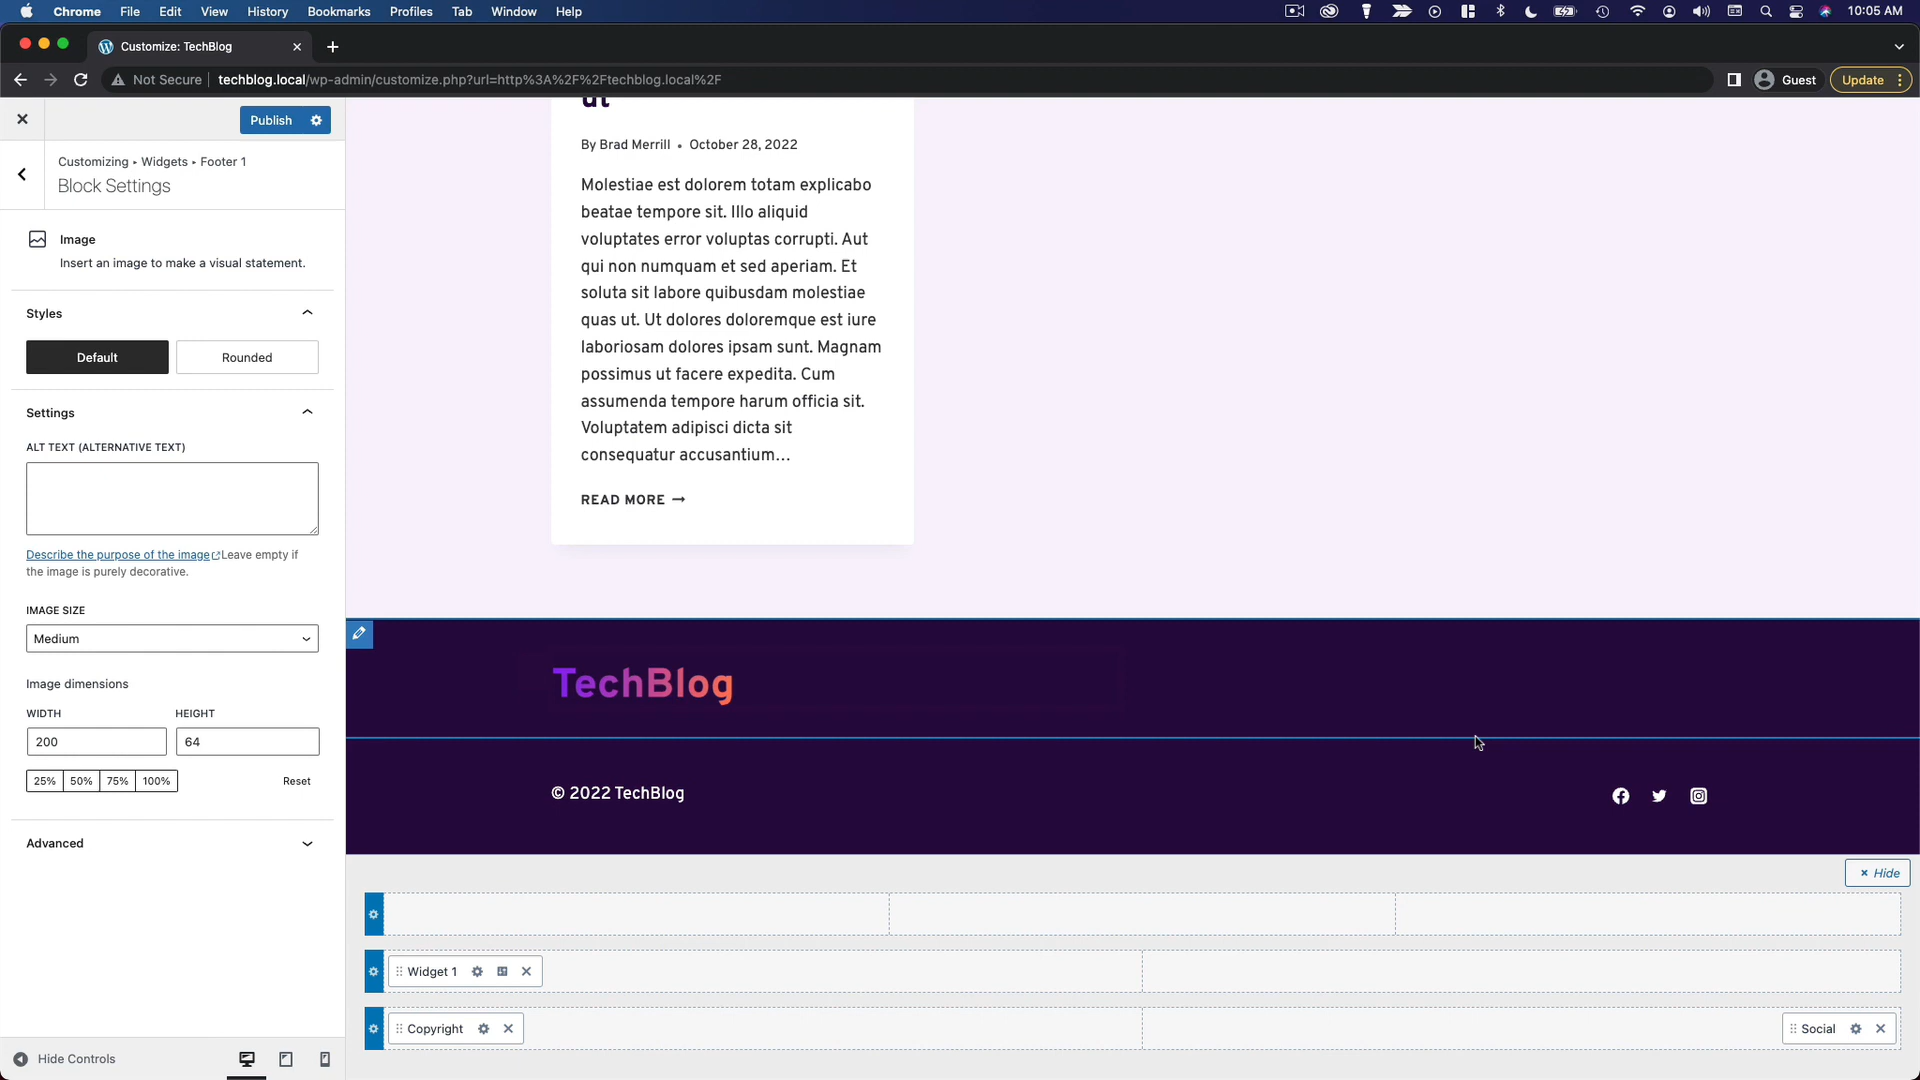 Chrome File Edit View History Bookmarks Profiles Tab Window Help
10:05 AM
Customize: TechBlog
Not Secure techblog.local/wp-admin/customize.php?url=http%3A%2F%2Ftechblog.local%2F
Guest
Update
Publish
Customizing ▸ Widgets ▸ Footer 1
Block Settings
Image
Insert an image to make a visual statement.
Styles
Default
Rounded
Settings
ALT TEXT (ALTERNATIVE TEXT)
Describe the purpose of the image Leave empty if
the image is purely decorative.
IMAGE SIZE
Medium
Image dimensions
WIDTH
HEIGHT
200
64
25% 50% 75% 100%
Reset
Advanced
Hide Controls
ut
By Brad Merrill • October 28, 2022
Molestiae est dolorem totam explicabo
beatae tempore sit. Illo aliquid
voluptates error voluptas corrupti. Aut
qui non numquam et sed aperiam. Et
soluta sit labore quibusdam molestiae
quas ut. Ut dolores doloremque est iure
laboriosam dolores ipsam sunt. Magnam
possimus ut facere expedita. Cum
assumenda tempore harum officia sit.
Voluptatem adipisci dicta sit
consequatur accusantium…
READ MORE
TechBlog
© 2022 TechBlog
Hide
Widget 1
Copyright
Social